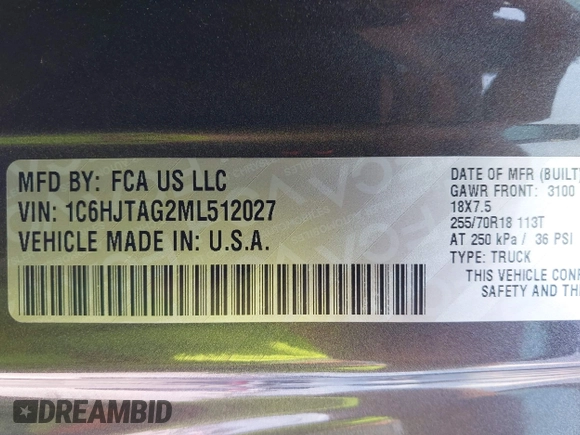 MFD BY: FCA US LLC
VIN: 1C6HJTAG2ML512027
VEHICLE MADE IN: U.S.A.
DATE OF MFR (BUILT)
GAWR FRONT: 3100
18X7.5
255/70R18 113T
AT 250 kPa / 36 PSI
TYPE: TRUCK
THIS VEHICLE CONF
SAFETY AND THE
DREAMBID